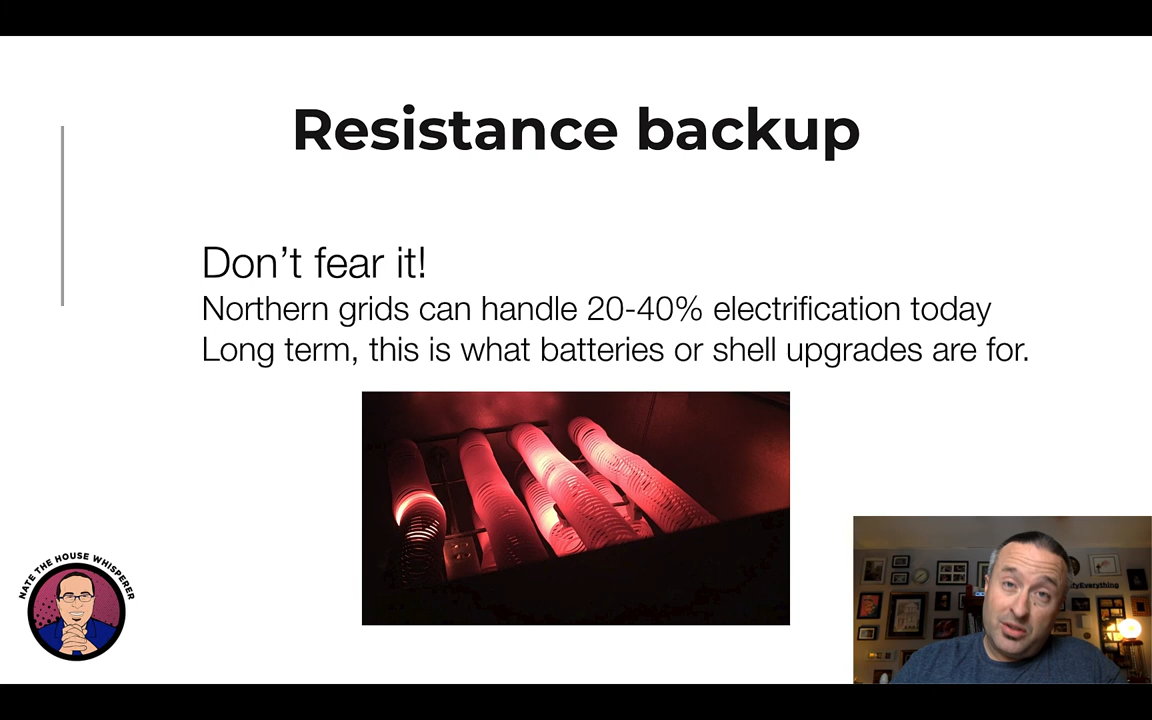 Resistance backup
Don't fear it!
Northern grids can handle 20-40% electrification today
Long term, this is what batteries or shell upgrades are for.
NATE THE HOUSE WHISPERER